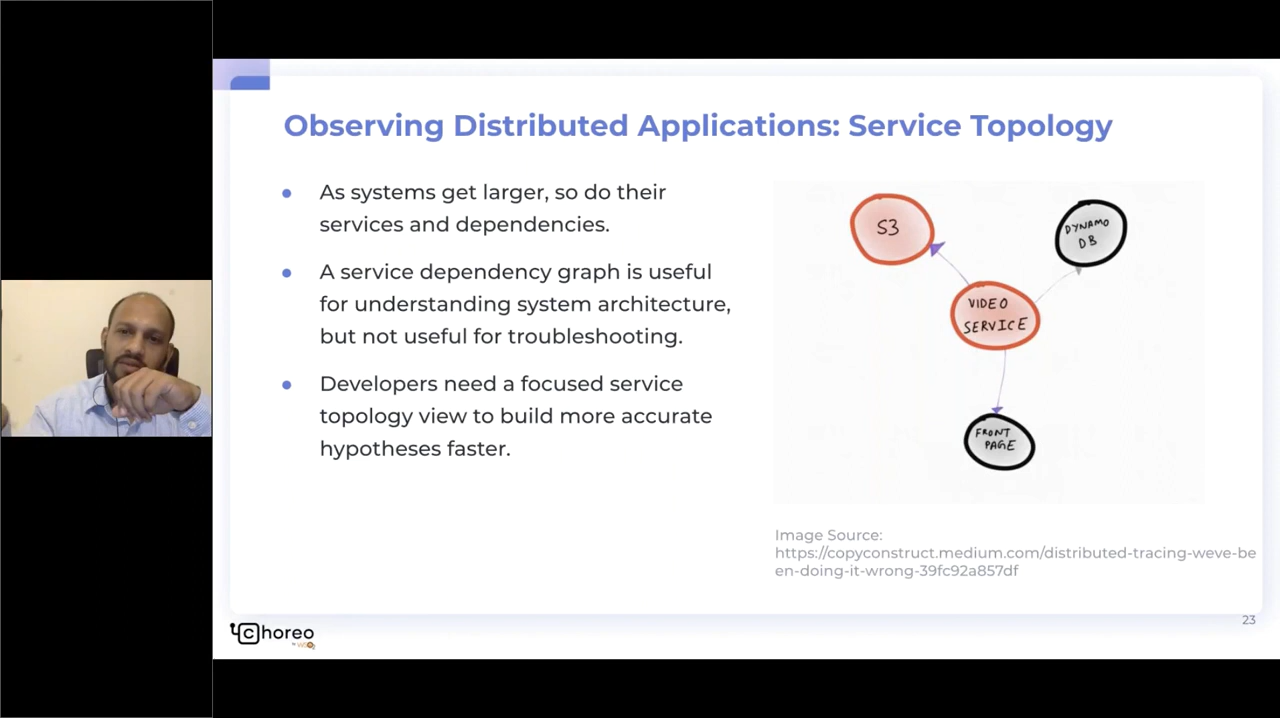 Observing Distributed Applications: Service Topology
As systems get larger, so do their
services and dependencies.
A service dependency graph is useful
for understanding system architecture,
but not useful for troubleshooting.
Developers need a focused service
topology view to build more accurate
hypotheses faster.
S3
DYNAMO
DB
VIDEO
SERVICE
FRONT
PAGE
Image Source:
https://copyconstruct.medium.com/distributed-tracing-weve-be
en-doing-it-wrong-39fc92a857df
23
choreo